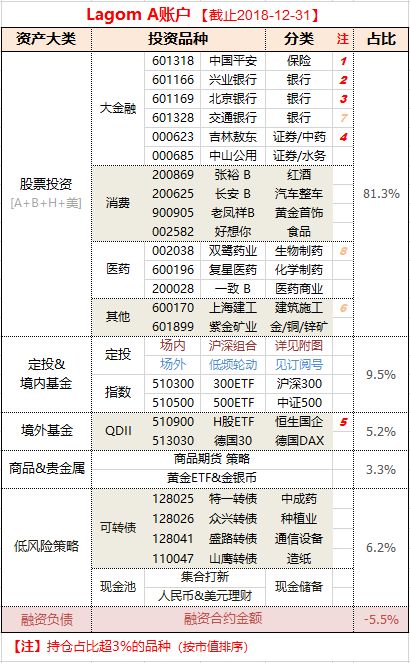 Lagom A账户【截止2018-12-31】
资产大类 投资品种 分类 注 占比
股票投资 [A+B+H+美] 81.3%
大金融
601318 中国平安 保险 1
601166 兴业银行 银行 2
601169 北京银行 银行 3
601328 交通银行 银行 7
000623 吉林敖东 证券/中药 4
000685 中山公用 证券/水务
消费
200869 张裕 B 红酒
200625 长安 B 汽车整车
900905 老凤祥B 黄金首饰
002582 好想你 食品
医药
002038 双鹭药业 生物制药 8
600196 复星医药 化学制药
200028 一致 B 医药商业
其他
600170 上海建工 建筑施工 6
601899 紫金矿业 金/铜/锌矿
定投&
境内基金 9.5%
定投 场内 沪深组合 详见附图
场外 低频轮动 见订阅号
指数 510300 300ETF 沪深300
510500 500ETF 中证500
境外基金 QDII 5.2%
510900 H股ETF 恒生国企 5
513030 德国30 德国DAX
商品&贵金属 3.3%
商品期货 策略
黄金ETF&金银币
低风险策略 6.2%
可转债
128025 特一转债 中成药
128026 众兴转债 种植业
128041 盛路转债 通信设备
110047 山鹰转债 造纸
现金池 集合打新 现金储备
人民币&美元理财
融资负债 融资合约金额 -5.5%
【注】持仓占比超3%的品种（按市值排序）